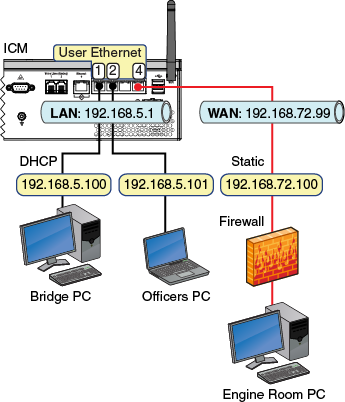 ICM
User Ethernet
1 2 4
LAN: 192.168.5.1
WAN: 192.168.72.99
DHCP
Static
192.168.5.100
192.168.5.101
192.168.72.100
Firewall
Bridge PC
Officers PC
Engine Room PC